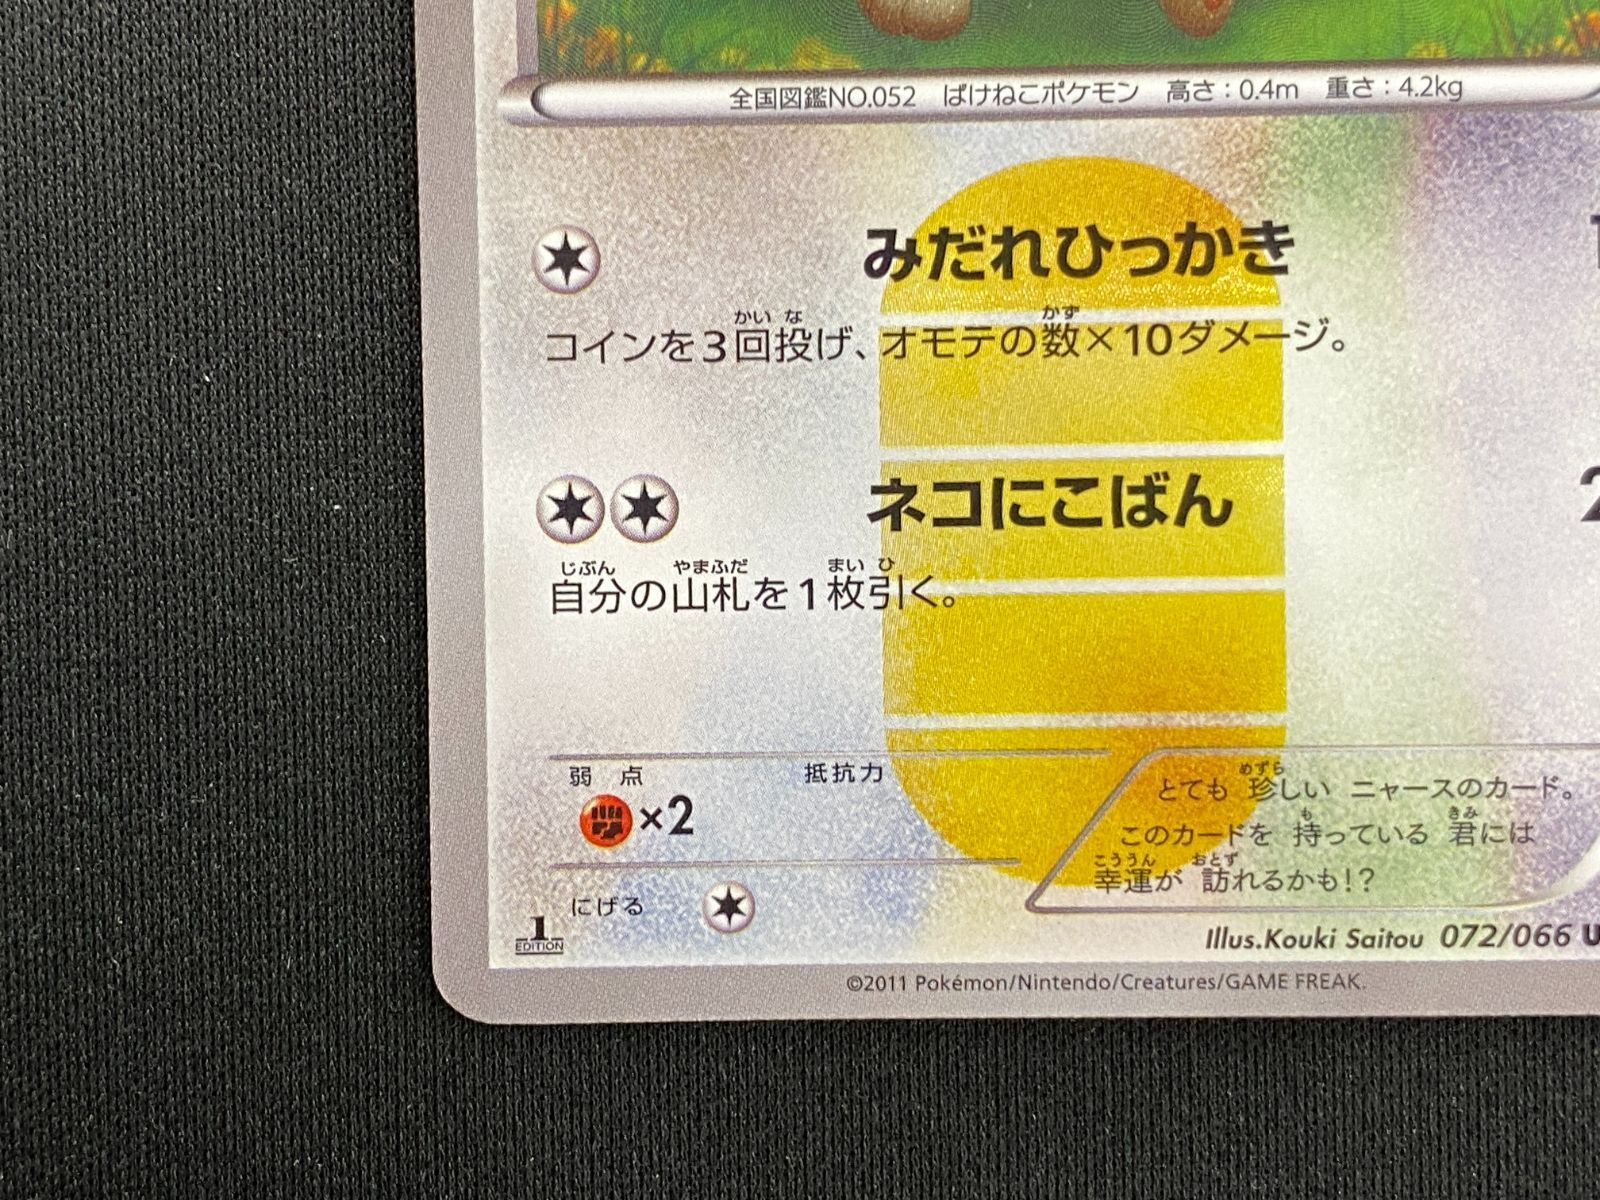 全国図鑑NO.052 ばけねこポケモン 高さ：0.4m 重さ：4.2kg
みだれひっかき
かい な かず
コインを3回投げ、オモテの数×10ダメージ。
ネコにこばん
じぶん やまふだ まい ひ
自分の山札を1枚引く。
弱点 抵抗力
×2
めずら
とても 珍しい ニャースのカード。
も きみ
このカードを 持っている 君には
こううん おとず
幸運が 訪れるかも!?
にげる
1
EDITION
Illus.Kouki Saitou 072/066
©2011 Pokémon/Nintendo/Creatures/GAME FREAK.